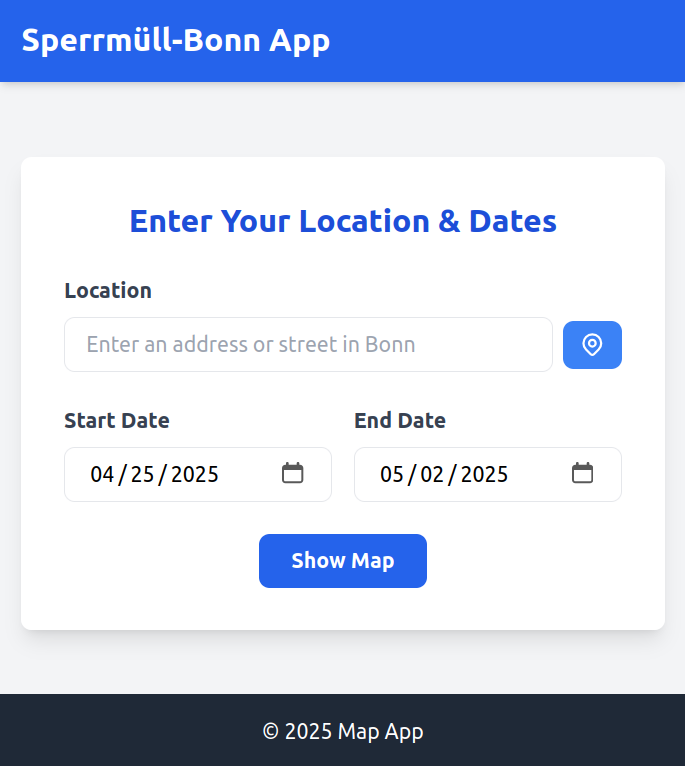 Sperrmüll-Bonn App
Enter Your Location & Dates
Location
Enter an address or street in Bonn
Start Date End Date
04/25/2025 05/02/2025
Show Map
© 2025 Map App